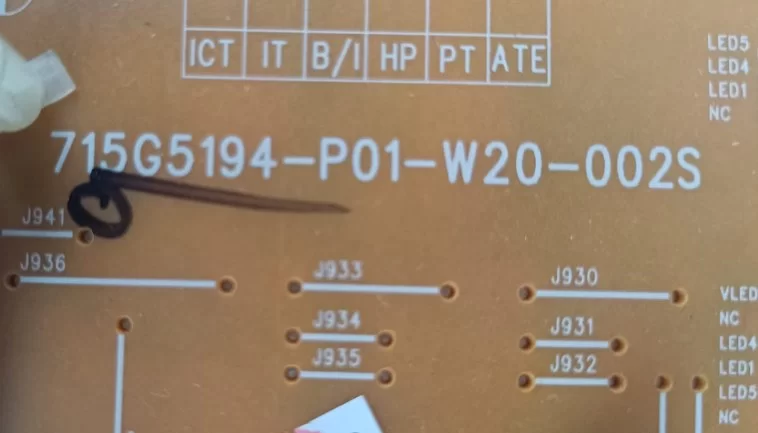 ICT IT B/I HP PT ATE
LED5
LED4
LED1
NC
715G5194-P01-W20-002S
J941
J936
J933
J930
J934
J931
J935
J932
VLED
NC
LED4
LED1
LED5
NC